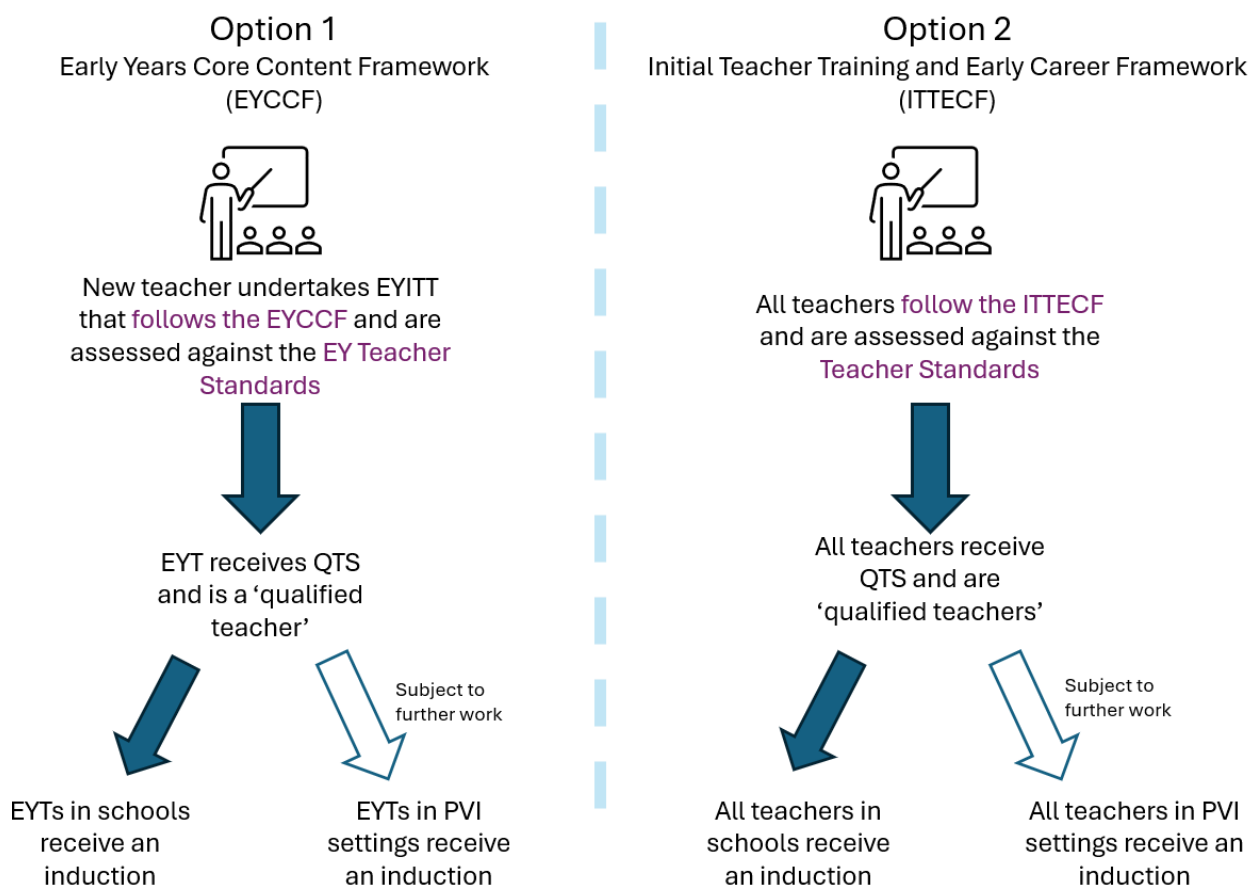 Option 1
Early Years Core Content Framework
(EYCCF)
New teacher undertakes EYITT
that follows the EYCCF and are
assessed against the EY Teacher
Standards
EYT receives QTS
and is a ‘qualified
teacher’
Subject to
further work
EYTs in schools
receive an
induction
EYTs in PVI
settings receive
an induction
Option 2
Initial Teacher Training and Early Career Framework
(ITTECF)
All teachers follow the ITTECF
and are assessed against the
Teacher Standards
All teachers receive
QTS and are
‘qualified teachers’
Subject to
further work
All teachers in
schools receive
an induction
All teachers in PVI
settings receive an
induction